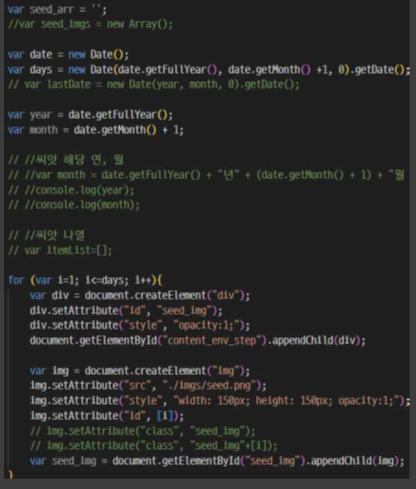 var seed_arr = '';
//var seed_imgs = new Array();
var date = new Date();
var days = new Date(date.getFullYear(), date.getMonth() +1, 0).getDate();
// var lastDate = new Date(year, month, 0).getDate();
var year = date.getFullYear();
var month = date.getMonth() + 1;
// //씨앗 해당 연, 월
// //var month = date.getFullYear() + "년" + (date.getMonth() + 1) + "월
// //console.log(year);
// //console.log(month);
// //씨앗 나열
// var itemList=[];
for (var i=1; i<=days; i++){
var div = document.createElement("div");
div.setAttribute("id", "seed_img");
div.setAttribute("style", "opacity:1;");
document.getElementById("content_env_step").appendChild(div);
var img = document.createElement("img");
img.setAttribute("src", "./imgs/seed.png");
img.setAttribute("style", "width: 150px; height: 150px; opacity:1;");
img.setAttribute("id", [i]);
// img.setAttribute("class", "seed_img");
// img.setAttribute("class", "seed_img"+[i]);
var seed_img = document.getElementById("seed_img").appendChild(img);
}